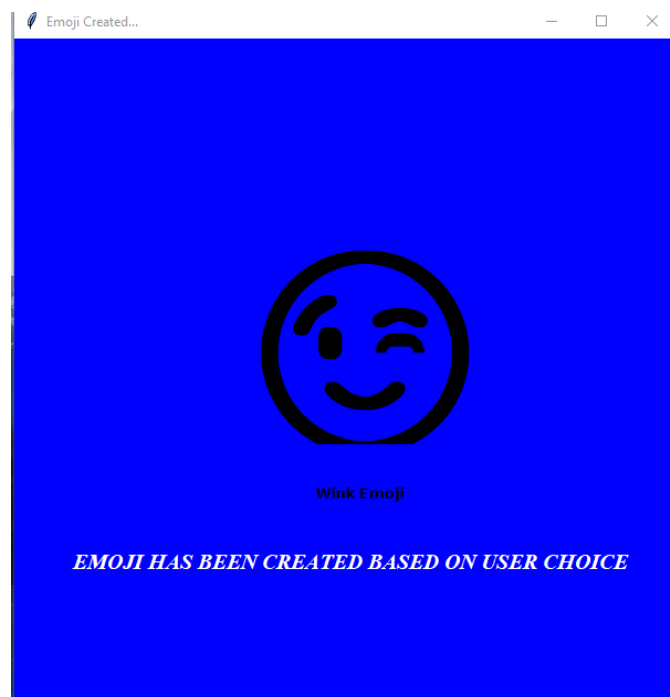 Emoji Created...
Wink Emoji
EMOJI HAS BEEN CREATED BASED ON USER CHOICE